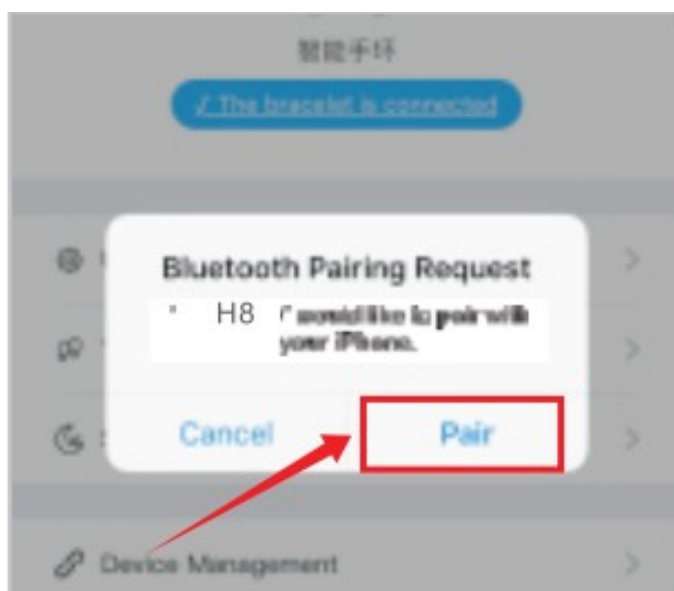 智能手环
√ The bracelet is connected
Bluetooth Pairing Request
" H8 " would like to pair with
your iPhone.
Cancel
Pair
Device Management